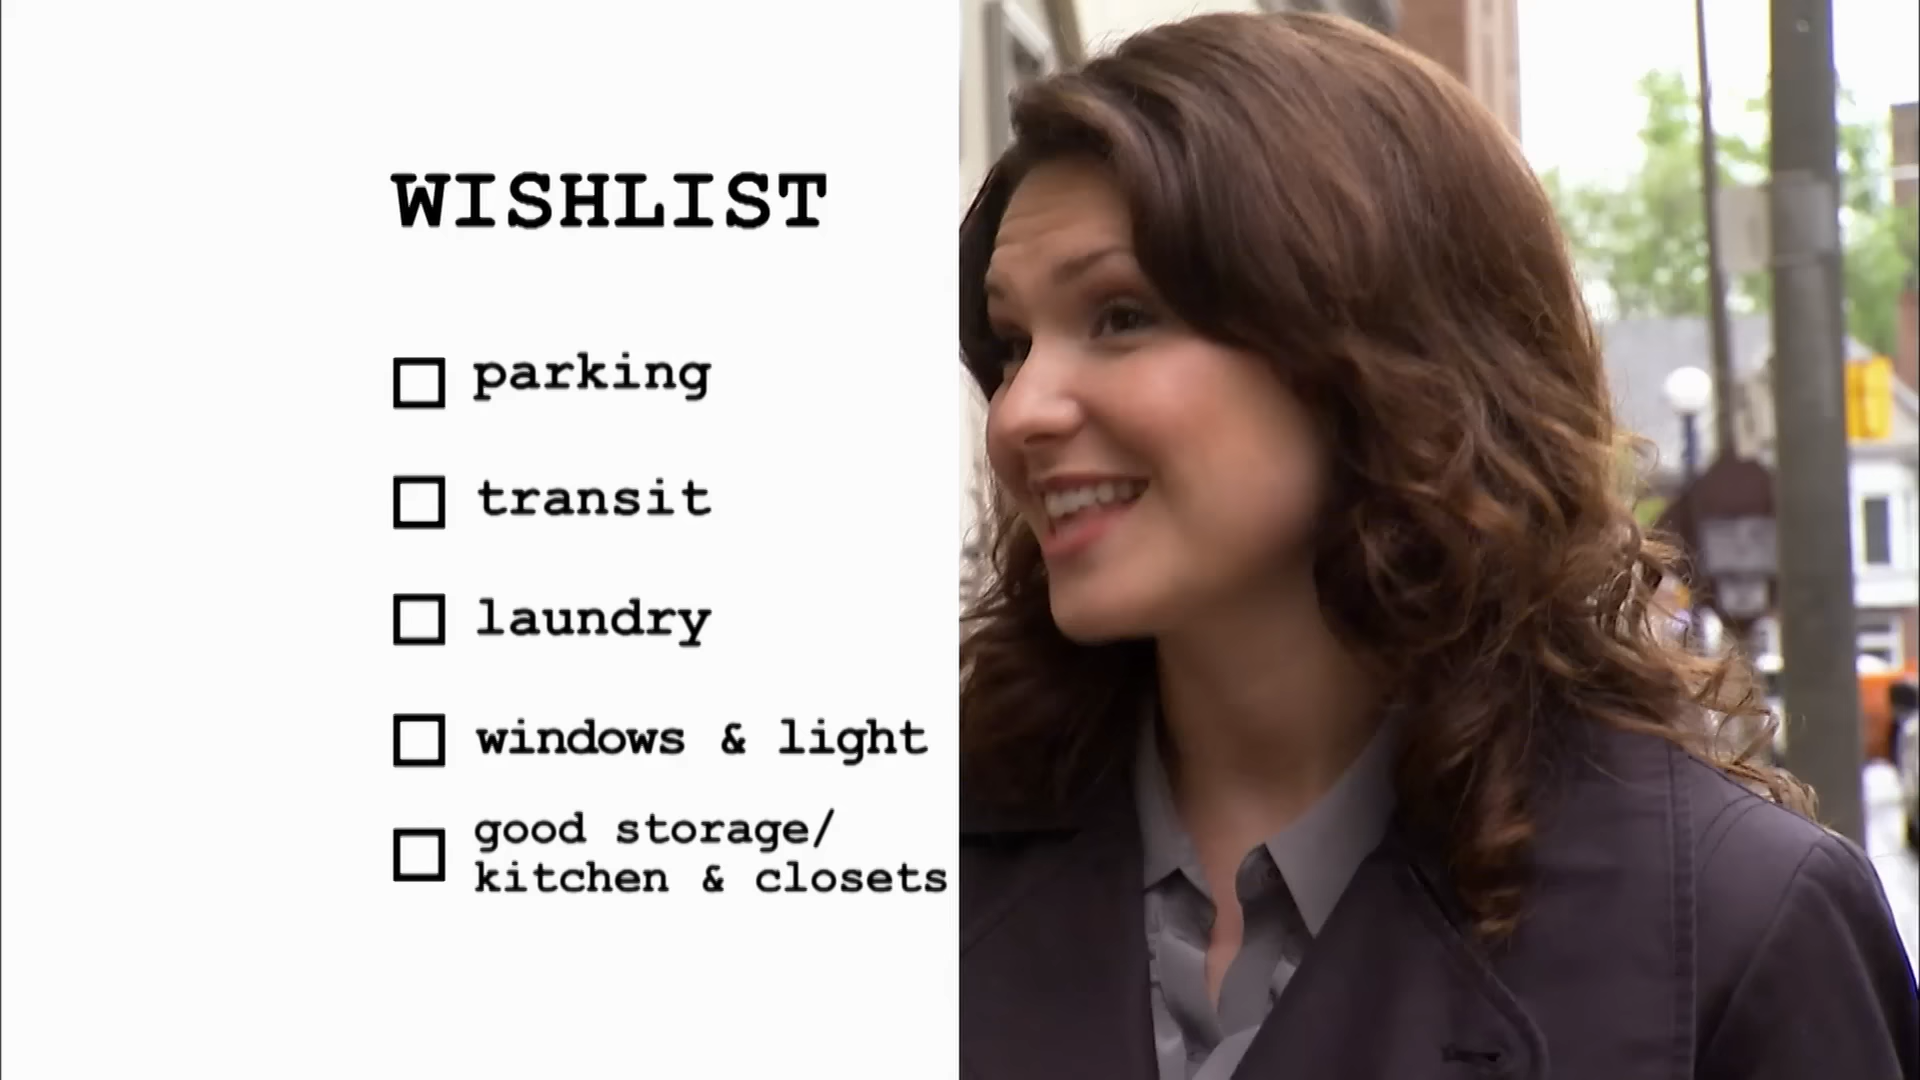 WISHLIST
parking
transit
laundry
windows & light
good storage/
kitchen & closets